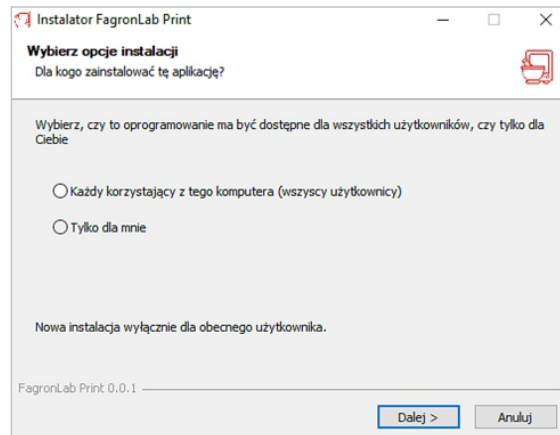 Instalator FagronLab Print
Wybierz opcje instalacji
Dla kogo zainstalować tę aplikację?
Wybierz, czy to oprogramowanie ma być dostępne dla wszystkich użytkowników, czy tylko dla
Ciebie
Każdy korzystający z tego komputera (wszyscy użytkownicy)
Tylko dla mnie
Nowa instalacja wyłącznie dla obecnego użytkownika.
FagronLab Print 0.0.1
Dalej > Anuluj